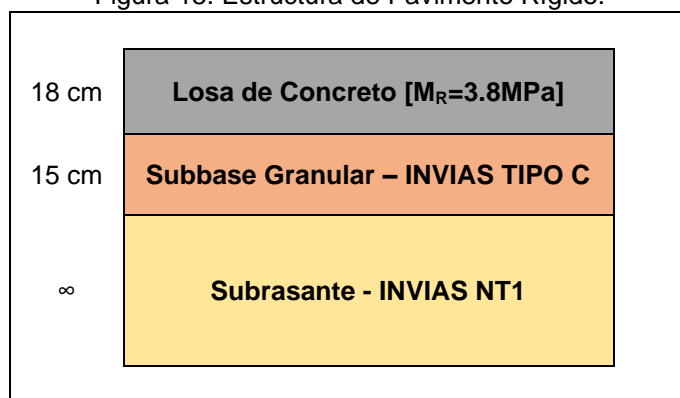 Figura 15. Estructura de Pavimento Rígido.
18 cm
Losa de Concreto [MR=3.8MPa]
15 cm
Subbase Granular – INVIAS TIPO C
∞
Subrasante - INVIAS NT1